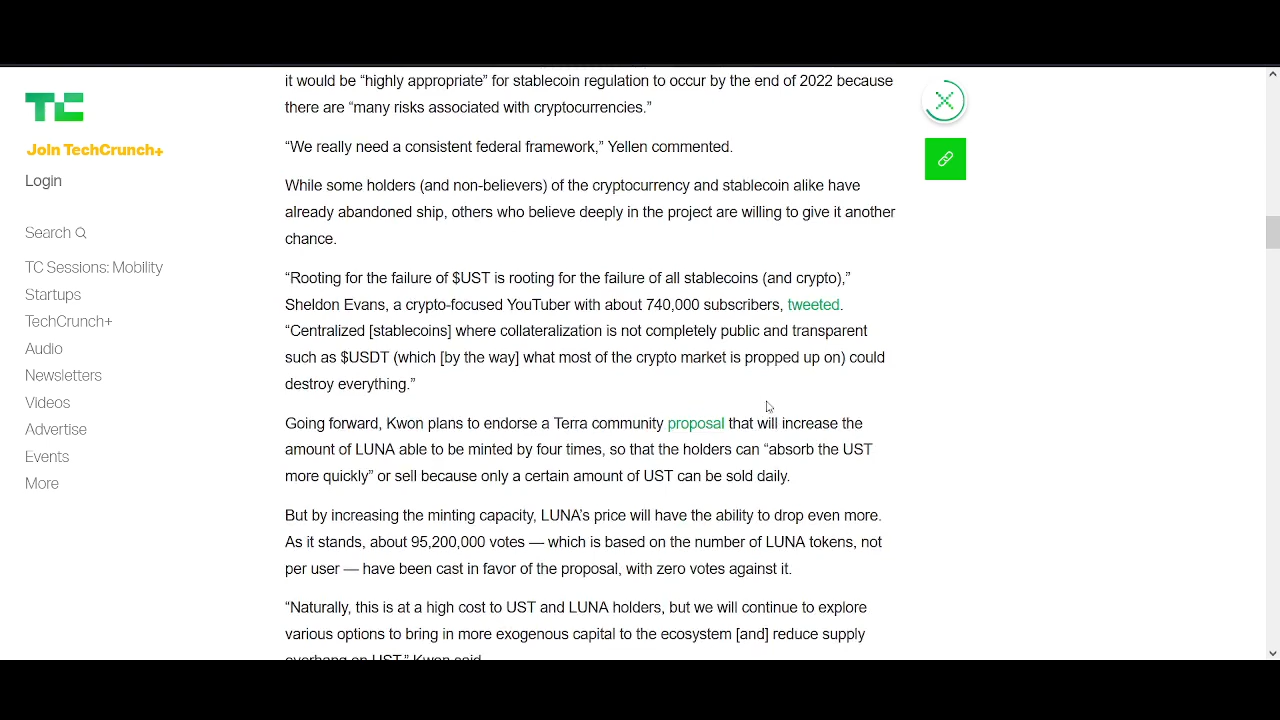 TC
Join TechCrunch+
Login
Search
TC Sessions: Mobility
Startups
TechCrunch+
Audio
Newsletters
Videos
Advertise
Events
More
it would be “highly appropriate” for stablecoin regulation to occur by the end of 2022 because
there are “many risks associated with cryptocurrencies.”
“We really need a consistent federal framework,” Yellen commented.
While some holders (and non-believers) of the cryptocurrency and stablecoin alike have
already abandoned ship, others who believe deeply in the project are willing to give it another
chance.
“Rooting for the failure of $UST is rooting for the failure of all stablecoins (and crypto),”
Sheldon Evans, a crypto-focused YouTuber with about 740,000 subscribers, tweeted.
“Centralized [stablecoins] where collateralization is not completely public and transparent
such as $USDT (which [by the way] what most of the crypto market is propped up on) could
destroy everything.”
Going forward, Kwon plans to endorse a Terra community proposal that will increase the
amount of LUNA able to be minted by four times, so that the holders can “absorb the UST
more quickly” or sell because only a certain amount of UST can be sold daily.
But by increasing the minting capacity, LUNA’s price will have the ability to drop even more.
As it stands, about 95,200,000 votes — which is based on the number of LUNA tokens, not
per user — have been cast in favor of the proposal, with zero votes against it.
“Naturally, this is at a high cost to UST and LUNA holders, but we will continue to explore
various options to bring in more exogenous capital to the ecosystem [and] reduce supply
overhang on UST,” Kwon said.